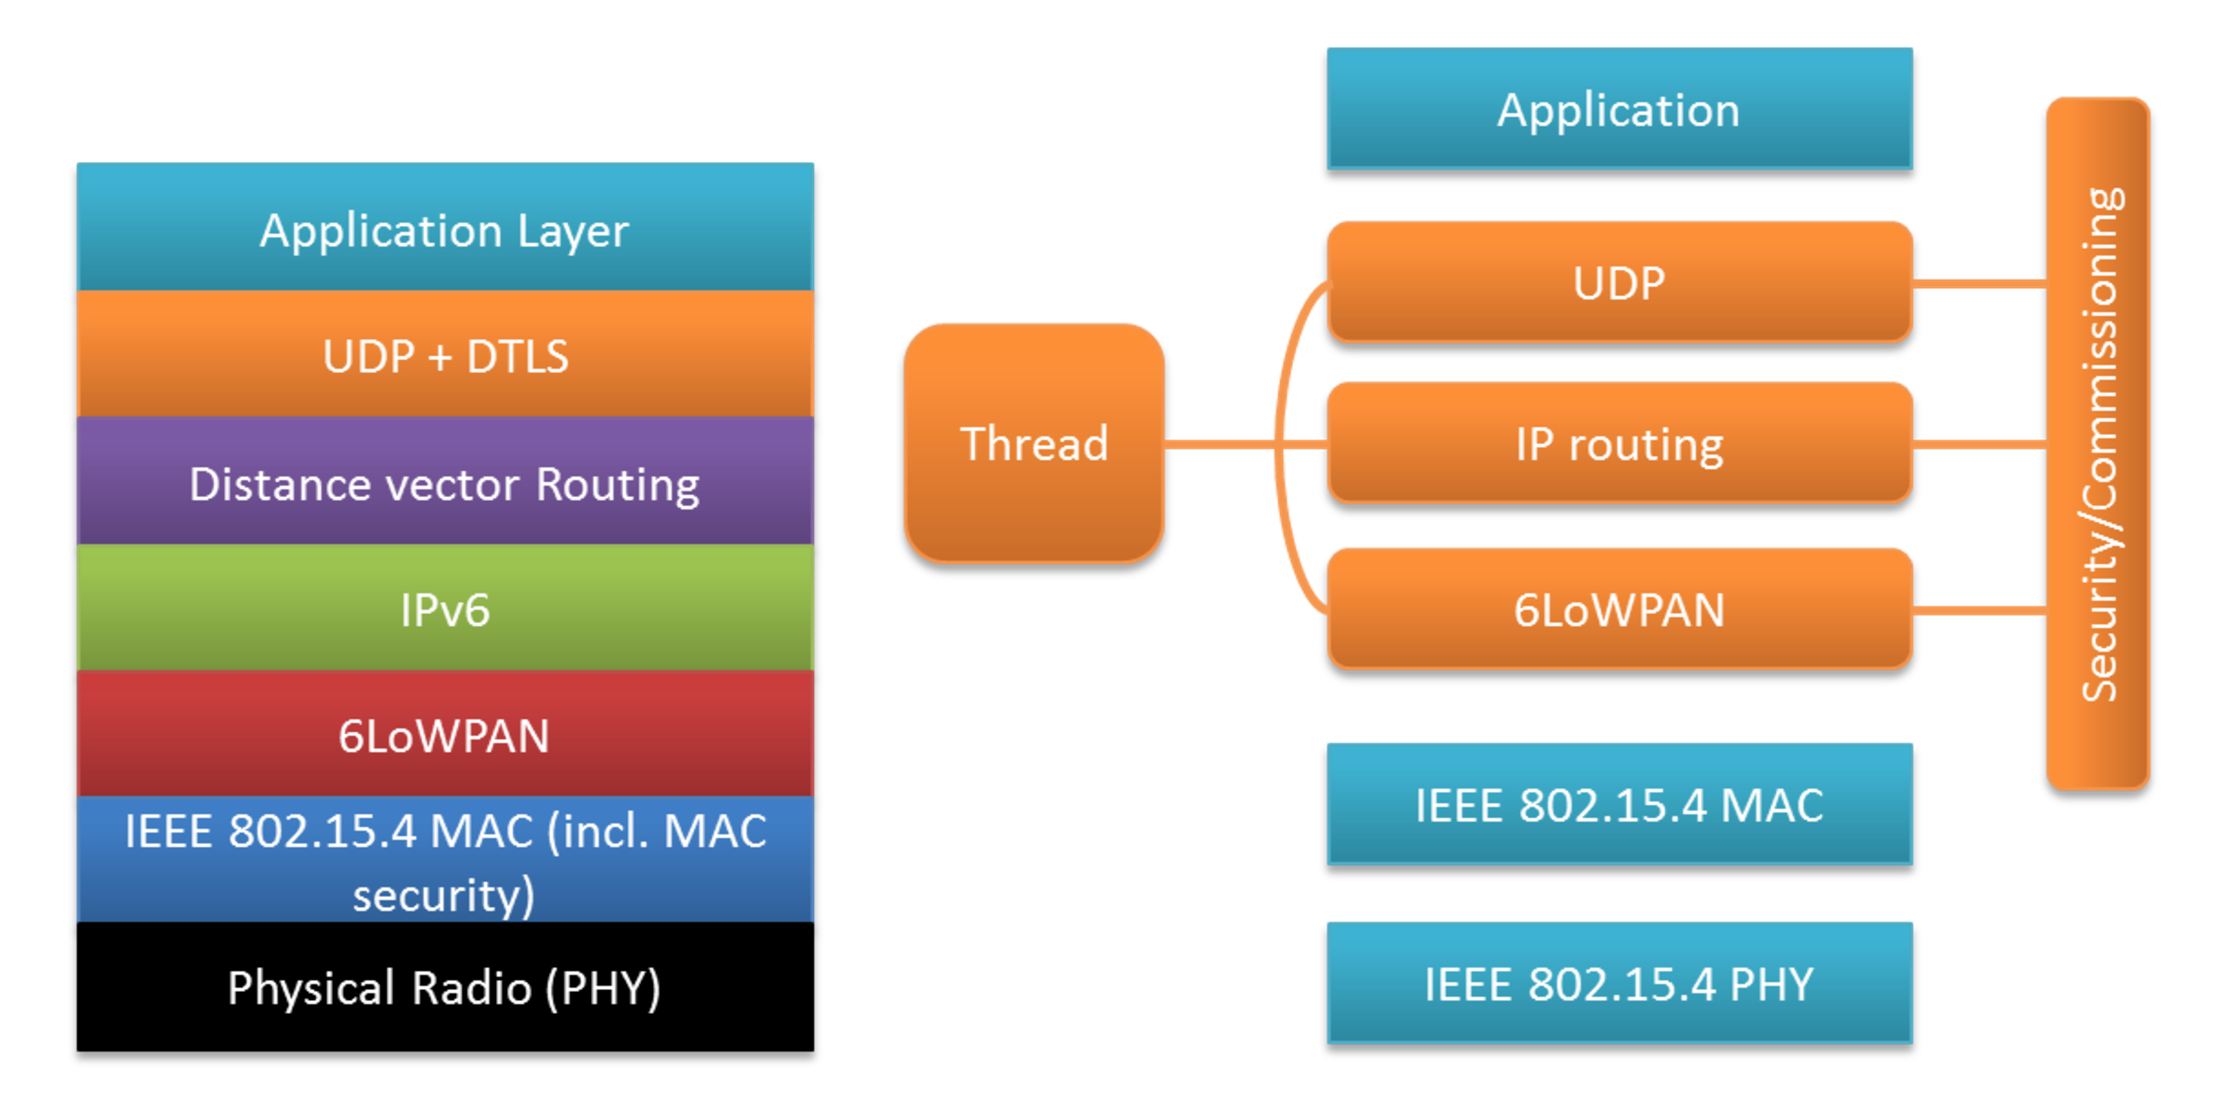 Application Layer
UDP + DTLS
Distance vector Routing
IPv6
6LoWPAN
IEEE 802.15.4 MAC (incl. MAC
security)
Physical Radio (PHY)
Thread
Application
UDP
IP routing
6LoWPAN
IEEE 802.15.4 MAC
IEEE 802.15.4 PHY
Security/Commissioning